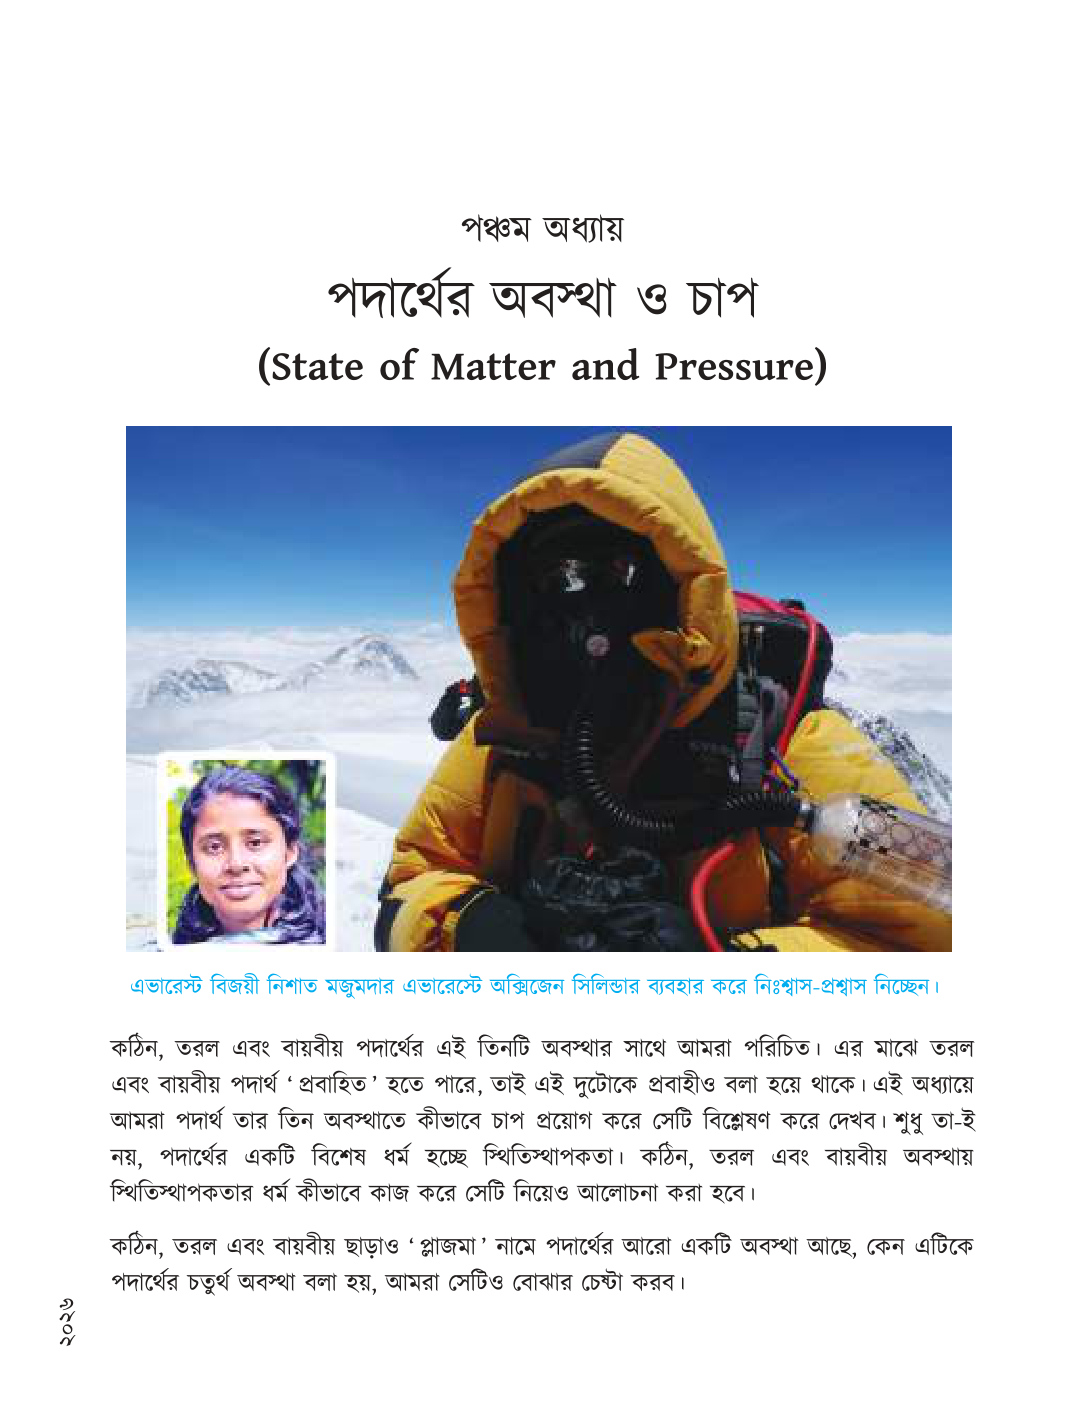 পঞ্চম অধ্যায়
পদার্থের অবস্থা ও চাপ
(State of Matter and Pressure)
এভারেস্ট বিজয়ী নিশাত মজুমদার এভারেস্টে অক্সিজেন সিলিন্ডার ব্যবহার করে নিঃশ্বাস-প্রশ্বাস নিচ্ছেন।
কঠিন, তরল এবং বায়বীয় পদার্থের এই তিনটি অবস্থার সাথে আমরা পরিচিত। এর মাঝে তরল
এবং বায়বীয় পদার্থ ‘প্রবাহিত’ হতে পারে, তাই এই দুটোকে প্রবাহীও বলা হয়ে থাকে। এই অধ্যায়ে
আমরা পদার্থ তার তিন অবস্থাতে কীভাবে চাপ প্রয়োগ করে সেটি বিশ্লেষণ করে দেখব। শুধু তা-ই
নয়, পদার্থের একটি বিশেষ ধর্ম হচ্ছে স্থিতিস্থাপকতা। কঠিন, তরল এবং বায়বীয় অবস্থায়
স্থিতিস্থাপকতার ধর্ম কীভাবে কাজ করে সেটি নিয়েও আলোচনা করা হবে।
কঠিন, তরল এবং বায়বীয় ছাড়াও ‘প্লাজমা’ নামে পদার্থের আরো একটি অবস্থা আছে, কেন এটিকে
পদার্থের চতুর্থ অবস্থা বলা হয়, আমরা সেটিও বোঝার চেষ্টা করব।
২০২৬